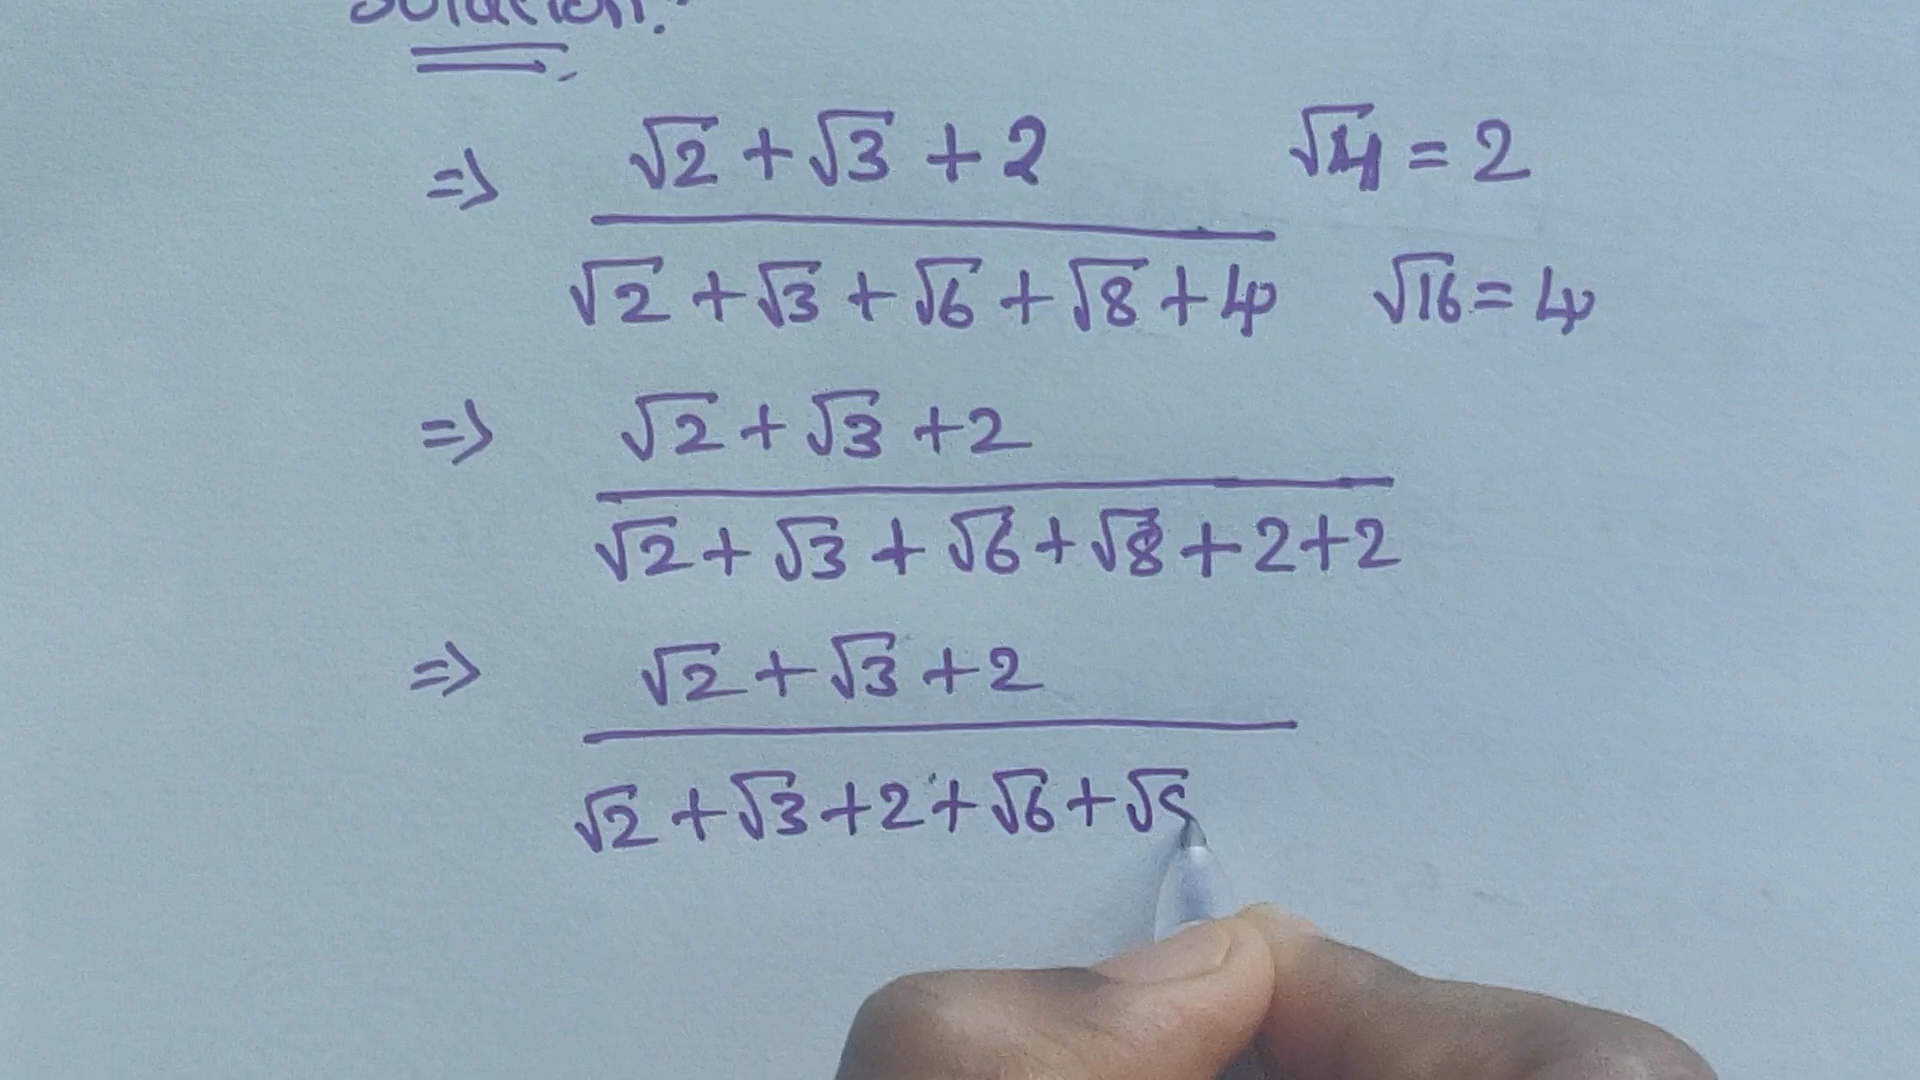 Solution:
⇒ (√2 + √3 + 2) / (√2 + √3 + √6 + √8 + 4) √4 = 2
√16 = 4
⇒ (√2 + √3 + 2) / (√2 + √3 + √6 + √8 + 2 + 2)
⇒ (√2 + √3 + 2) / (√2 + √3 + 2 + √6 + √